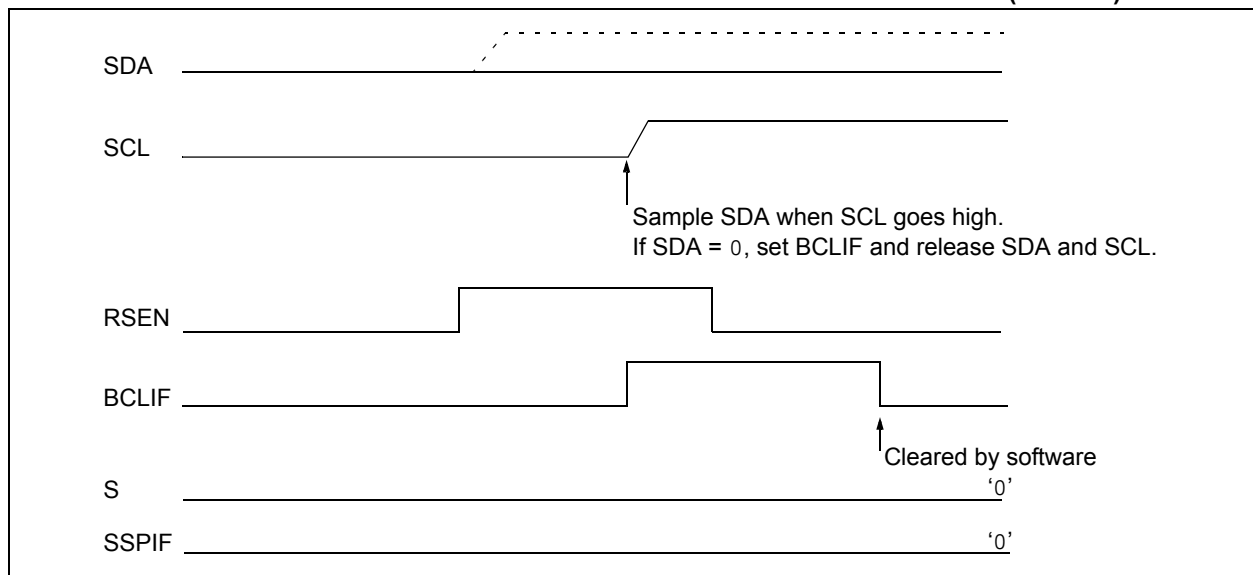 SDA
SCL
Sample SDA when SCL goes high.
If SDA = 0, set BCLIF and release SDA and SCL.
RSEN
BCLIF
Cleared by software
S
‘0’
SSPIF
‘0’